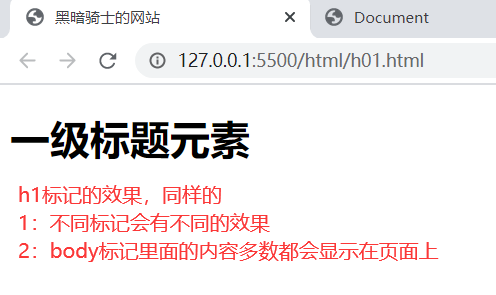 黑暗骑士的网站
Document
127.0.0.1:5500/html/h01.html
一级标题元素
h1标记的效果，同样的
1：不同标记会有不同的效果
2：body标记里面的内容多数都会显示在页面上